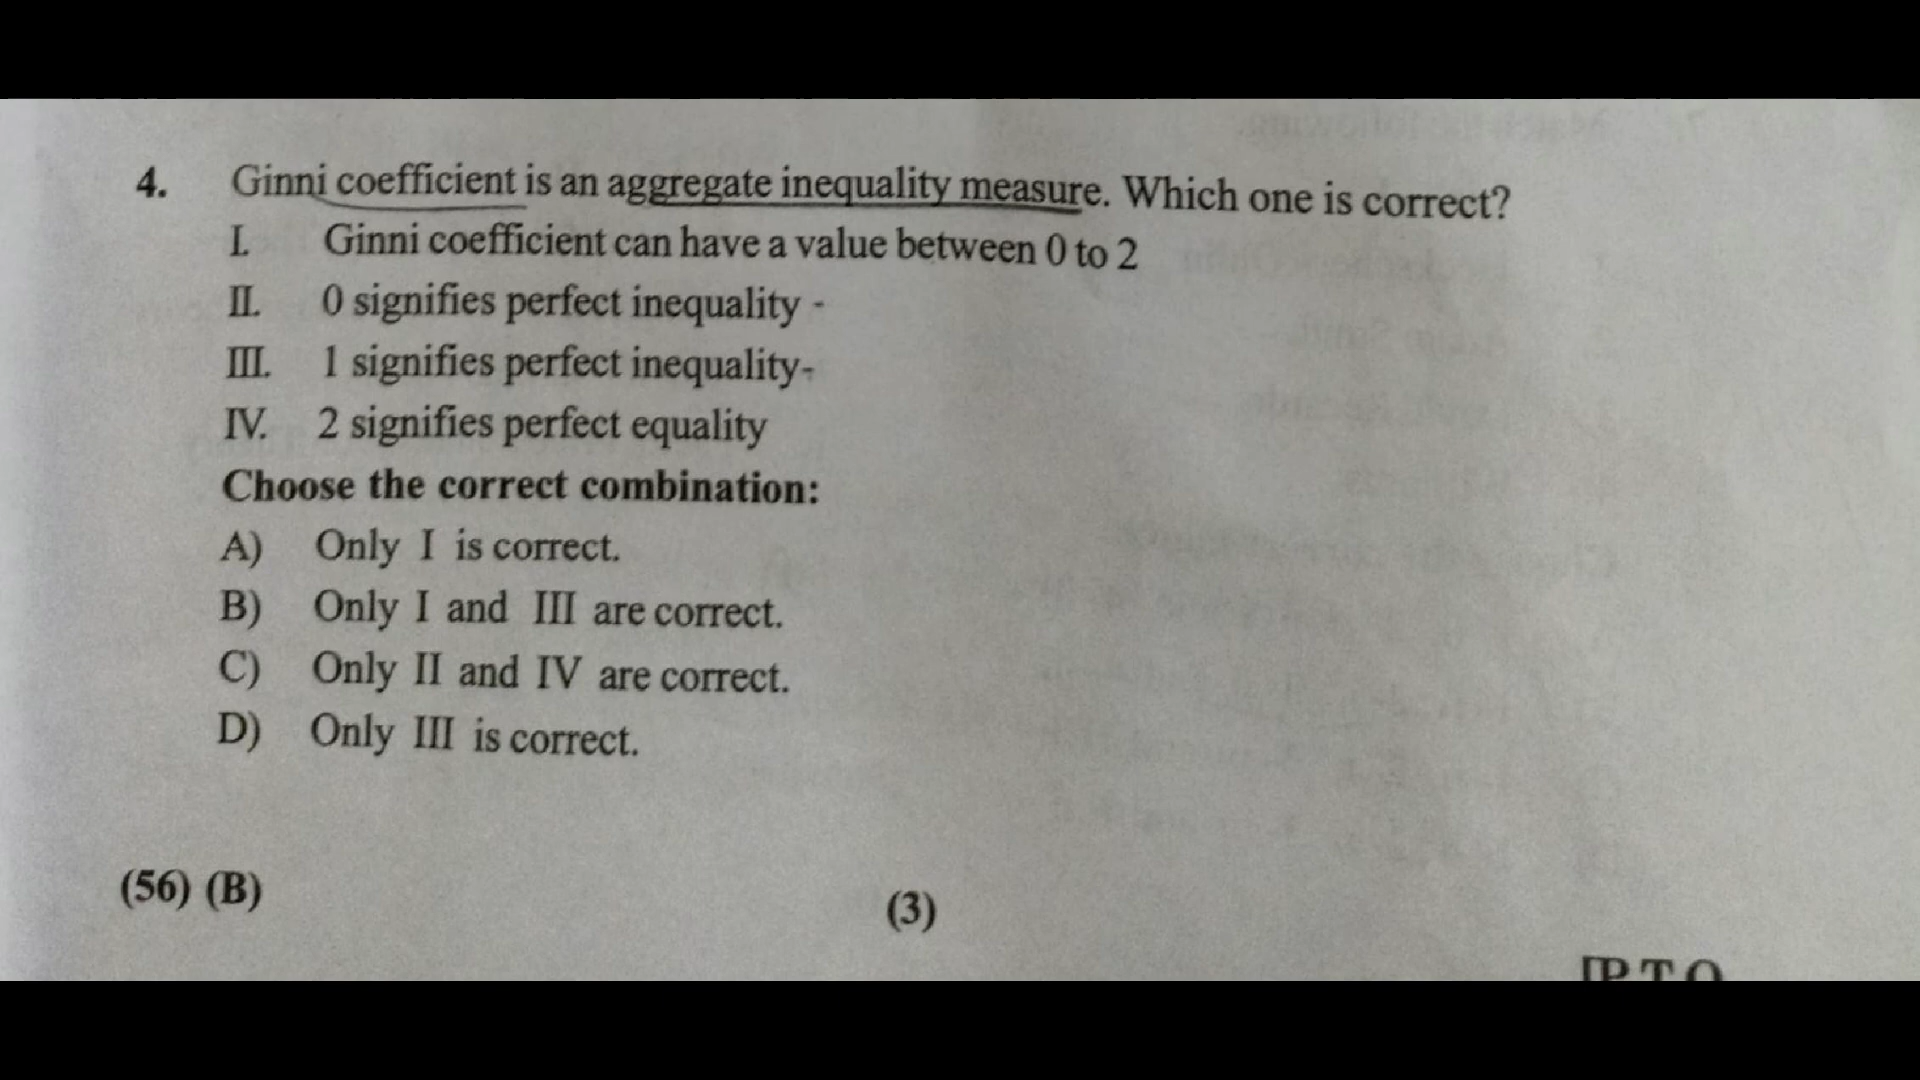 4. Ginni coefficient is an aggregate inequality measure. Which one is correct?
I. Ginni coefficient can have a value between 0 to 2
II. 0 signifies perfect inequality -
III. 1 signifies perfect inequality-
IV. 2 signifies perfect equality
Choose the correct combination:
A) Only I is correct.
B) Only I and III are correct.
C) Only II and IV are correct.
D) Only III is correct.
(56) (B)
(3)
[P.T.O.